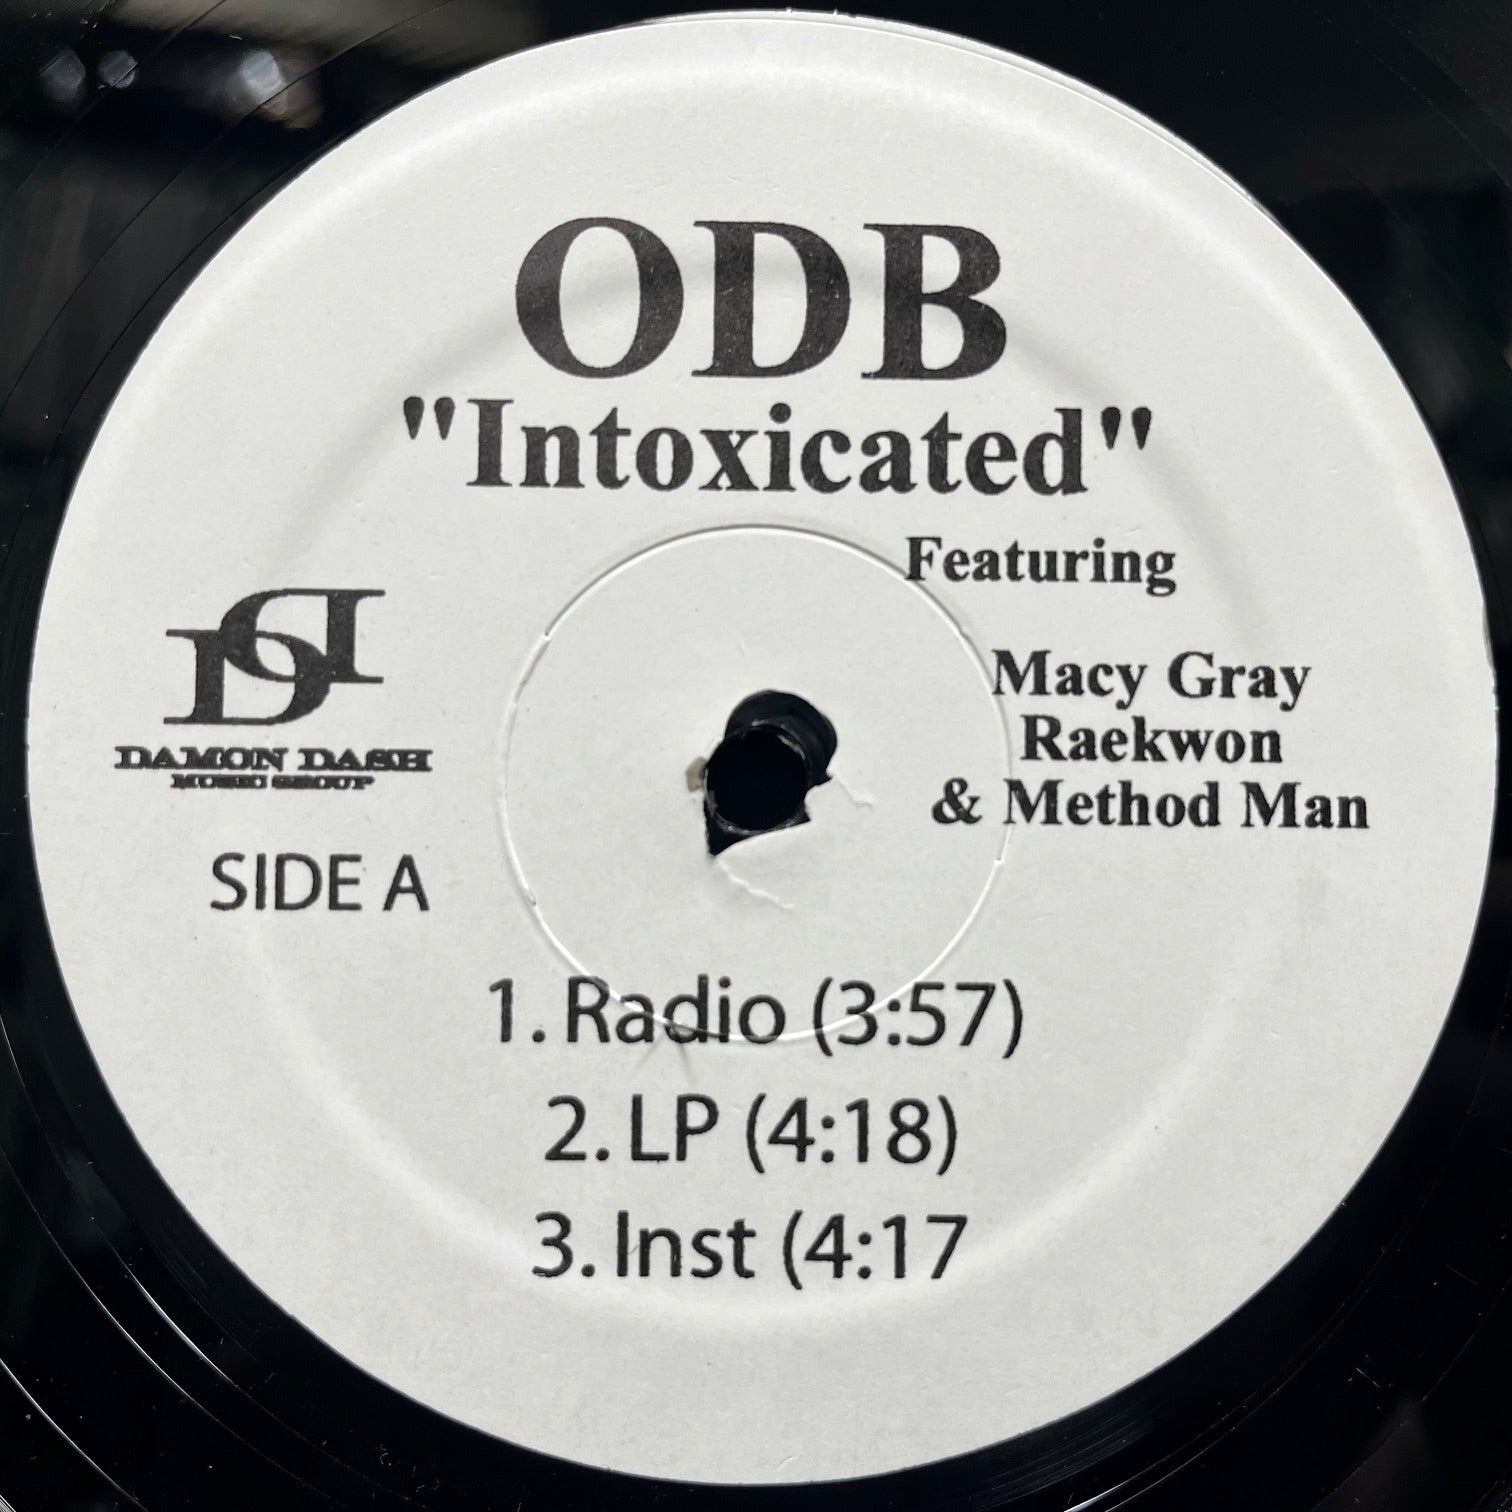 ODB
"Intoxicated"
Featuring
Macy Gray
Raekwon
& Method Man
DD
DAMON DASH
MUSIC GROUP
SIDE A
1. Radio (3:57)
2. LP (4:18)
3. Inst (4:17